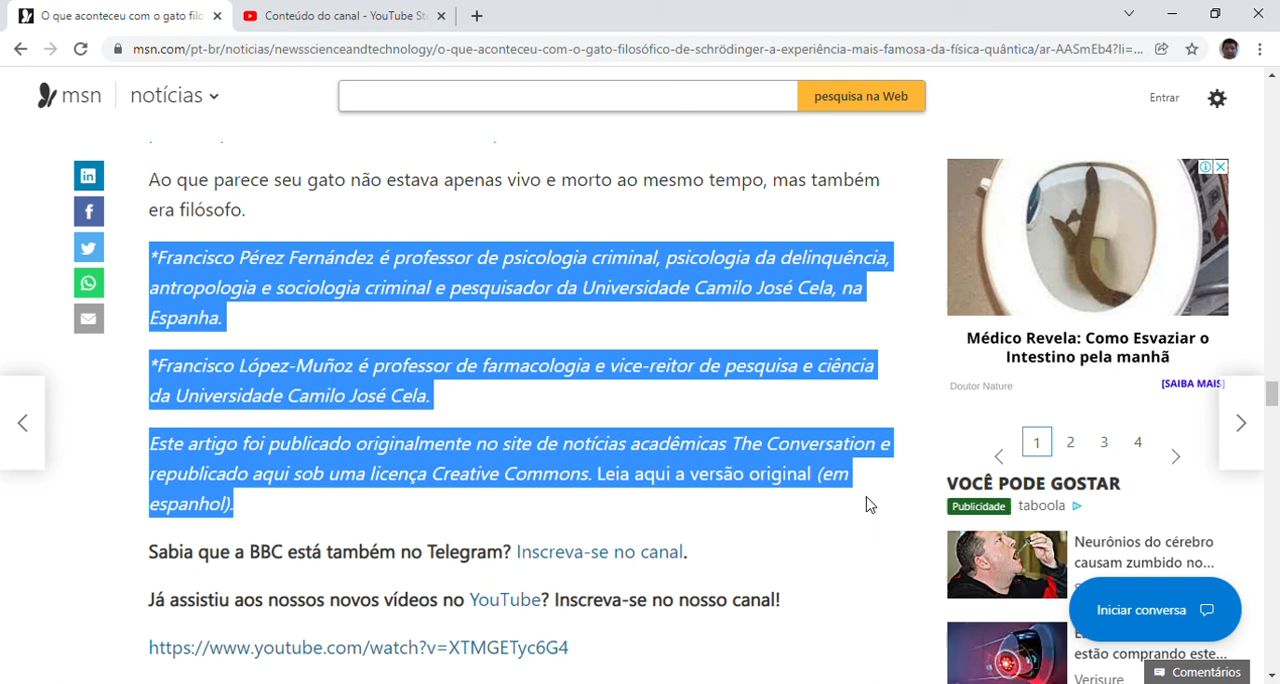 O que aconteceu com o gato filo
Conteúdo do canal - YouTube St
msn.com/pt-br/noticias/newsscienceandtechnology/o-que-aconteceu-com-o-gato-filosófico-de-schrödinger-a-experiência-mais-famosa-da-física-quântica/ar-AASmEb4?li=...
msn
notícias
pesquisa na Web
Entrar
Ao que parece seu gato não estava apenas vivo e morto ao mesmo tempo, mas também
era filósofo.
*Francisco Pérez Fernández é professor de psicologia criminal, psicologia da delinquência,
antropologia e sociologia criminal e pesquisador da Universidade Camilo José Cela, na
Espanha.
*Francisco López-Muñoz é professor de farmacologia e vice-reitor de pesquisa e ciência
da Universidade Camilo José Cela.
Este artigo foi publicado originalmente no site de notícias acadêmicas The Conversation e
republicado aqui sob uma licença Creative Commons. Leia aqui a versão original (em
espanhol).
Sabia que a BBC está também no Telegram? Inscreva-se no canal.
Já assistiu aos nossos novos vídeos no YouTube? Inscreva-se no nosso canal!
https://www.youtube.com/watch?v=XTMGETyc6G4
Médico Revela: Como Esvaziar o
Intestino pela manhã
Doutor Nature
[SAIBA MAIS]
1 2 3 4
VOCÊ PODE GOSTAR
Publicidade taboola
Neurônios do cérebro
causam zumbido no...
Iniciar conversa
estão comprando este...
Verisure
Comentários